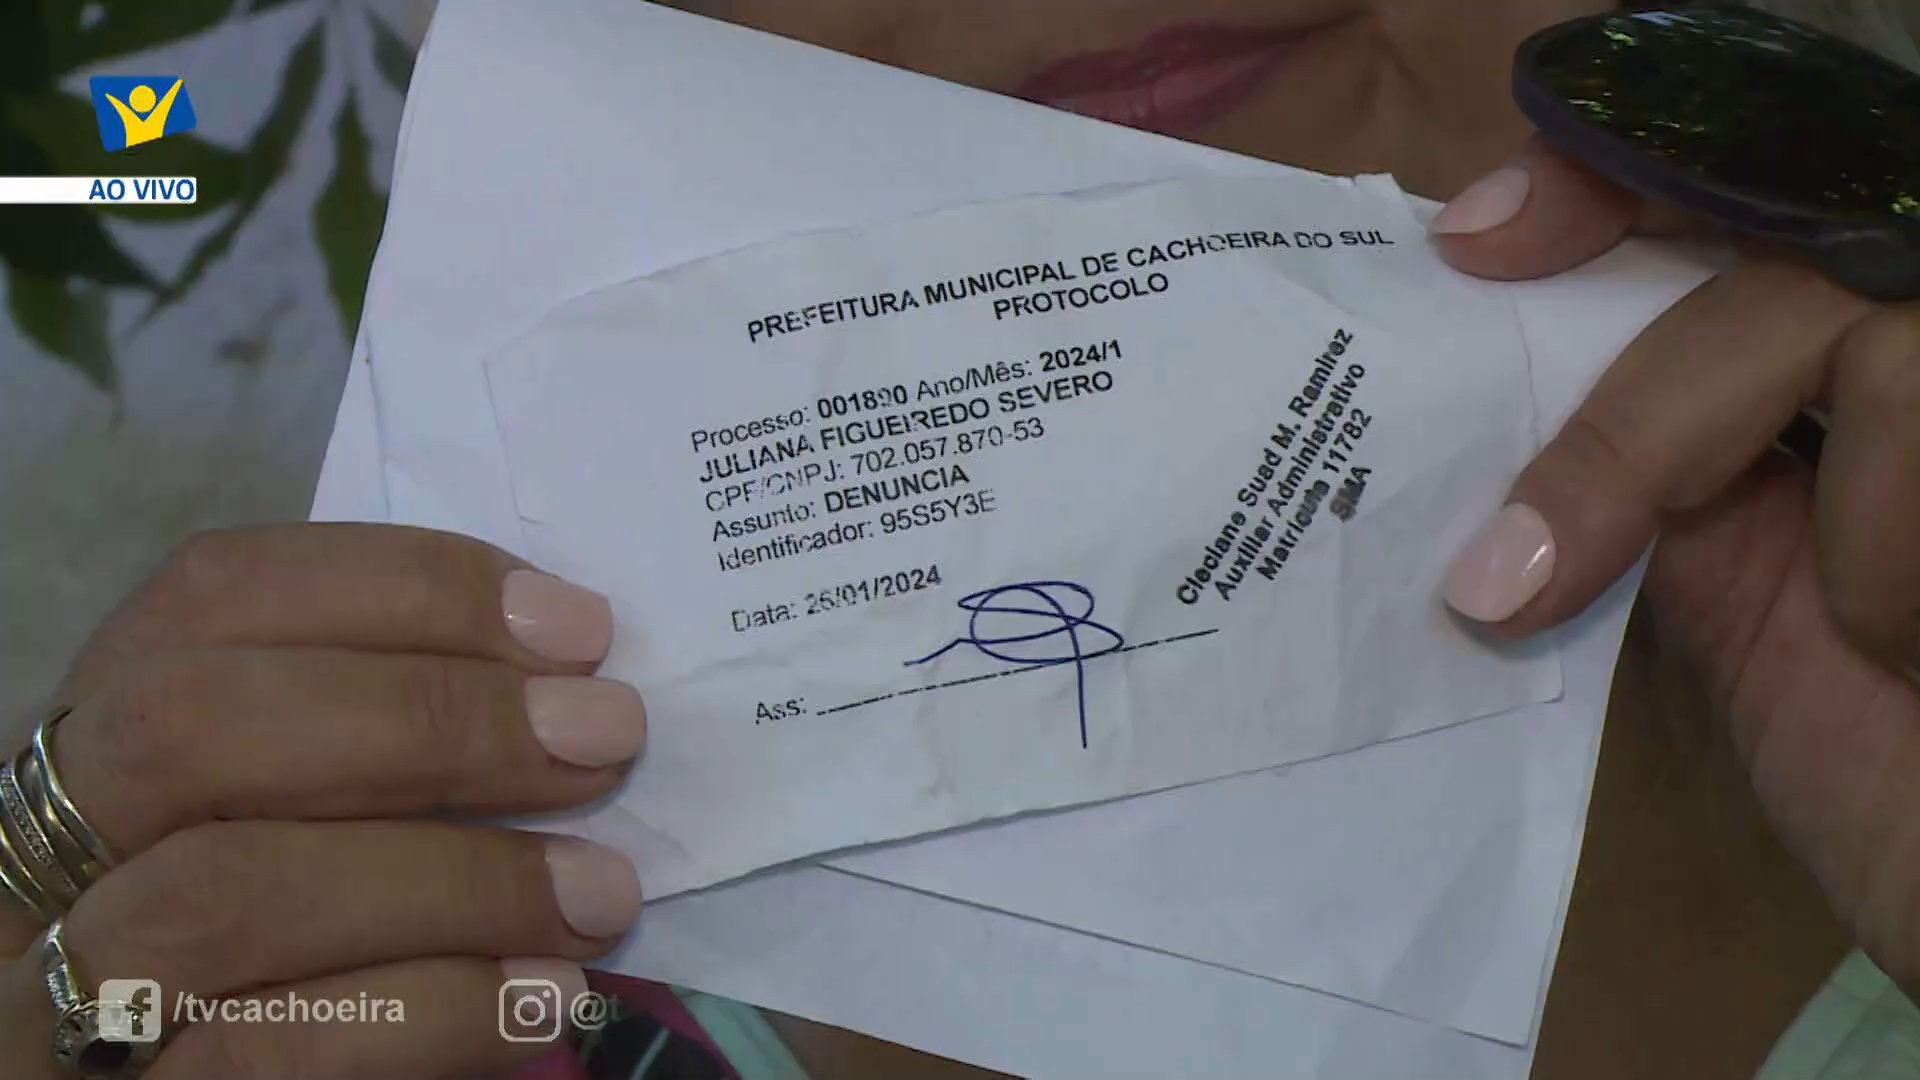 AO VIVO
PREFEITURA MUNICIPAL DE CACHOEIRA DO SUL
PROTOCOLO
Processo: 001890 Ano/Mês: 2024/1
JULIANA FIGUEIREDO SEVERO
CPF/CNPJ: 702.057.870-53
Assunto: DENUNCIA
Identificador: 95S5Y3E
Data: 26/01/2024
Ass:
Cleciane Suad M. Ramirez
Auxiliar Administrativo
Matrícula 11782
SMA
/tvcachoeira
@t